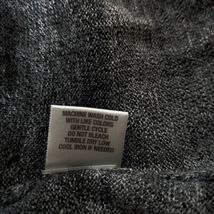 MACHINE WASH COLD
WITH LIKE COLORS
GENTLE CYCLE
DO NOT BLEACH
TUMBLE DRY LOW
COOL IRON IF NEEDED